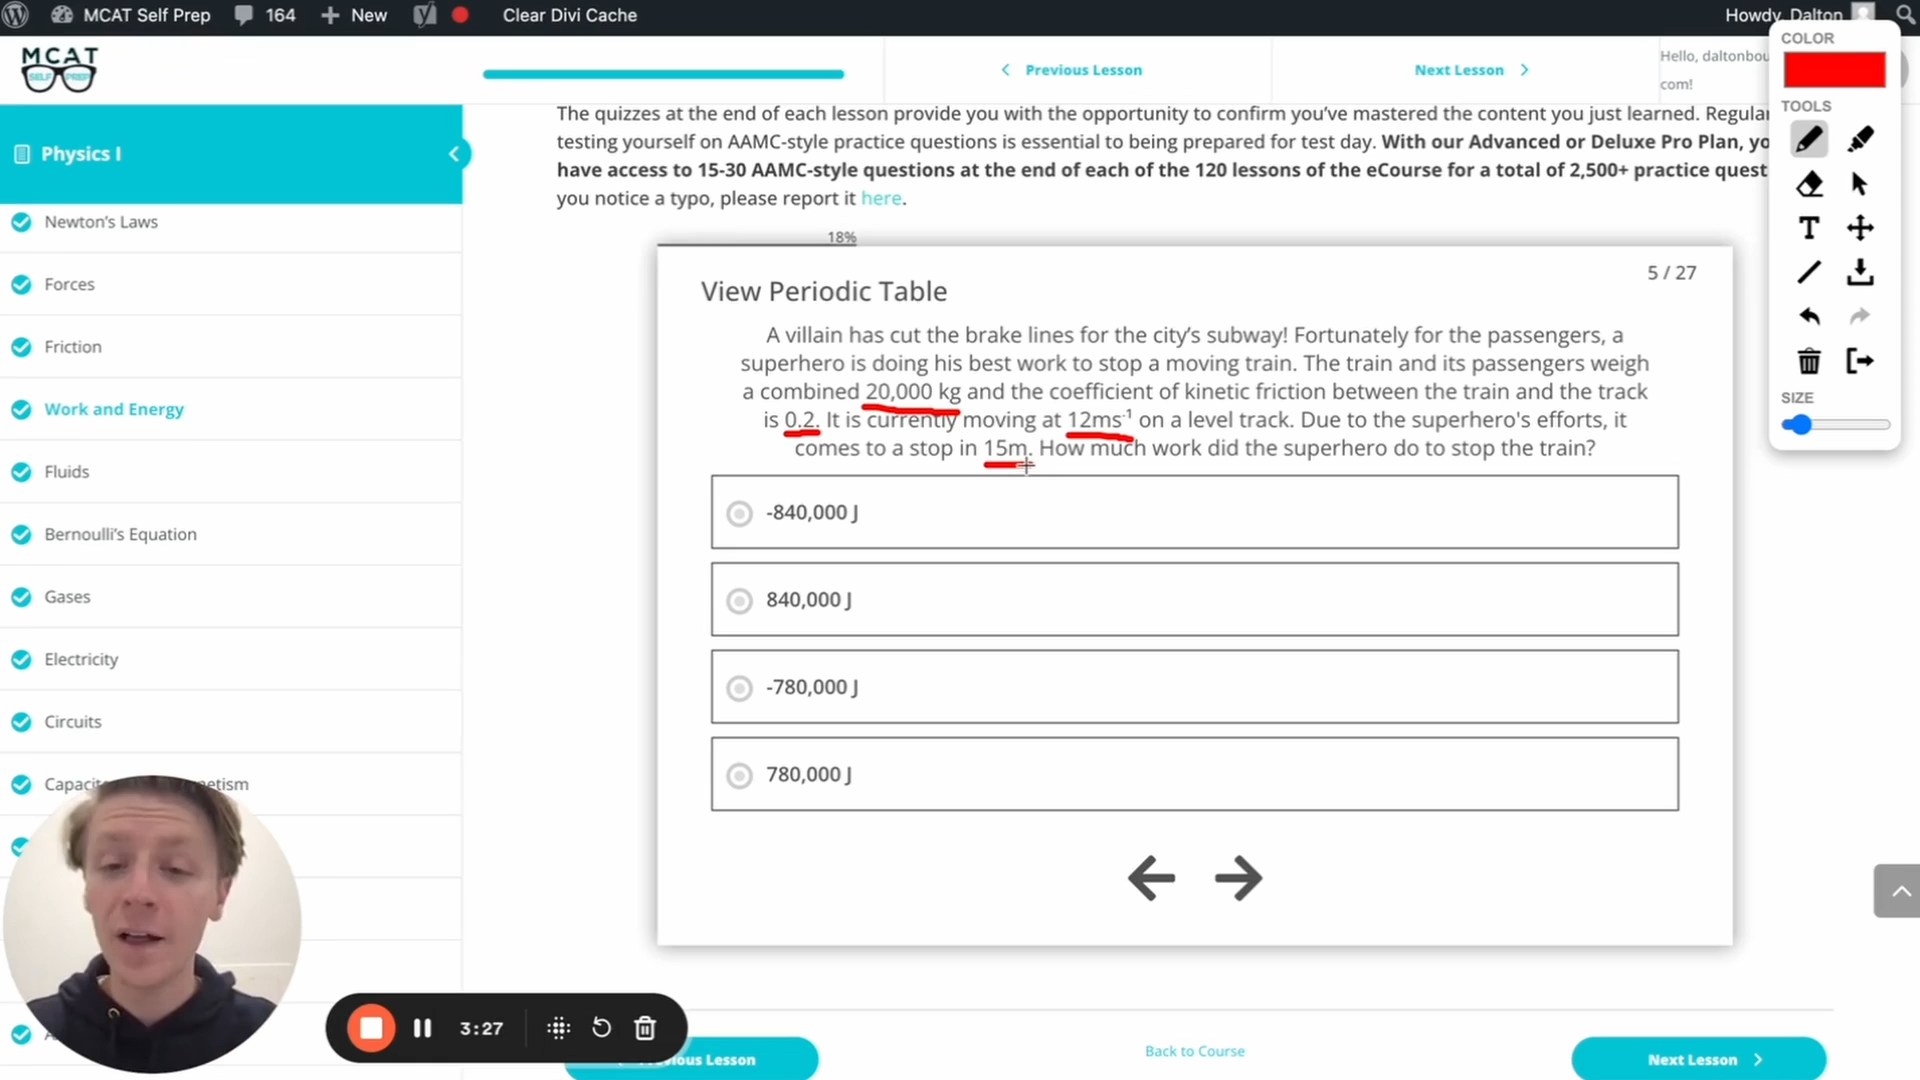 MCAT Self Prep
164
New
Clear Divi Cache
Howdy, Dalton
MCAT
SELF PREP
Previous Lesson
Next Lesson
Hello, daltonbou
com!
COLOR
TOOLS
SIZE
The quizzes at the end of each lesson provide you with the opportunity to confirm you've mastered the content you just learned. Regular
testing yourself on AAMC-style practice questions is essential to being prepared for test day. With our Advanced or Deluxe Pro Plan, yo
have access to 15-30 AAMC-style questions at the end of each of the 120 lessons of the eCourse for a total of 2,500+ practice quest
you notice a typo, please report it here.
Physics I
Newton's Laws
Forces
Friction
Work and Energy
Fluids
Bernoulli's Equation
Gases
Electricity
Circuits
18%
5 / 27
View Periodic Table
A villain has cut the brake lines for the city's subway! Fortunately for the passengers, a
superhero is doing his best work to stop a moving train. The train and its passengers weigh
a combined 20,000 kg and the coefficient of kinetic friction between the train and the track
is 0.2. It is currently moving at 12ms⁻¹ on a level track. Due to the superhero's efforts, it
comes to a stop in 15m. How much work did the superhero do to stop the train?
-840,000 J
840,000 J
-780,000 J
780,000 J
3:27
Lesson
Back to Course
Next Lesson